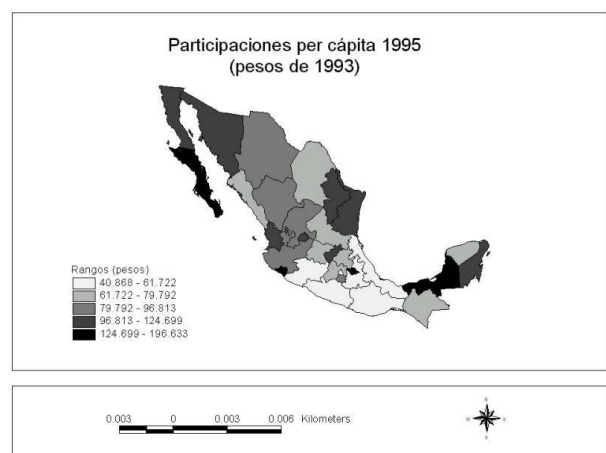 Participaciones per cápita 1995
(pesos de 1993)
Rangos (pesos)
40.868 - 61.722
61.722 - 79.792
79.792 - 96.813
96.813 - 124.699
124.699 - 196.633
0.003 0 0.003 0.006 Kilometers
N
W E
S